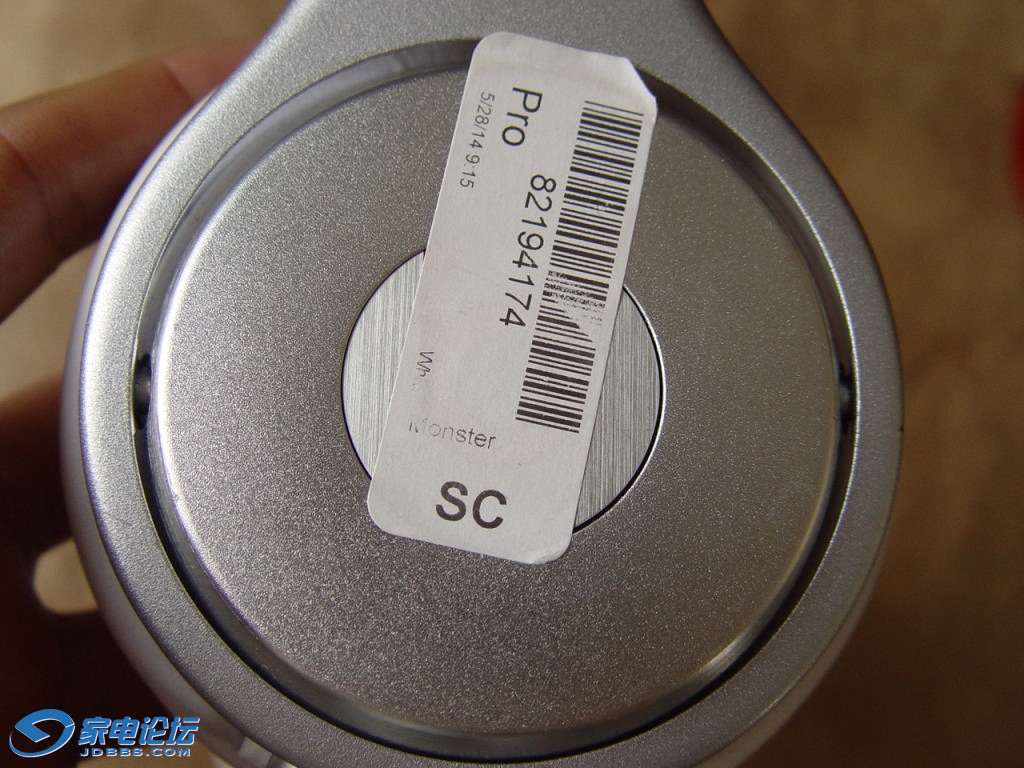 Pro
82194174
5/28/14 9:15
Monster
SC
家电论坛
JDBBS.COM